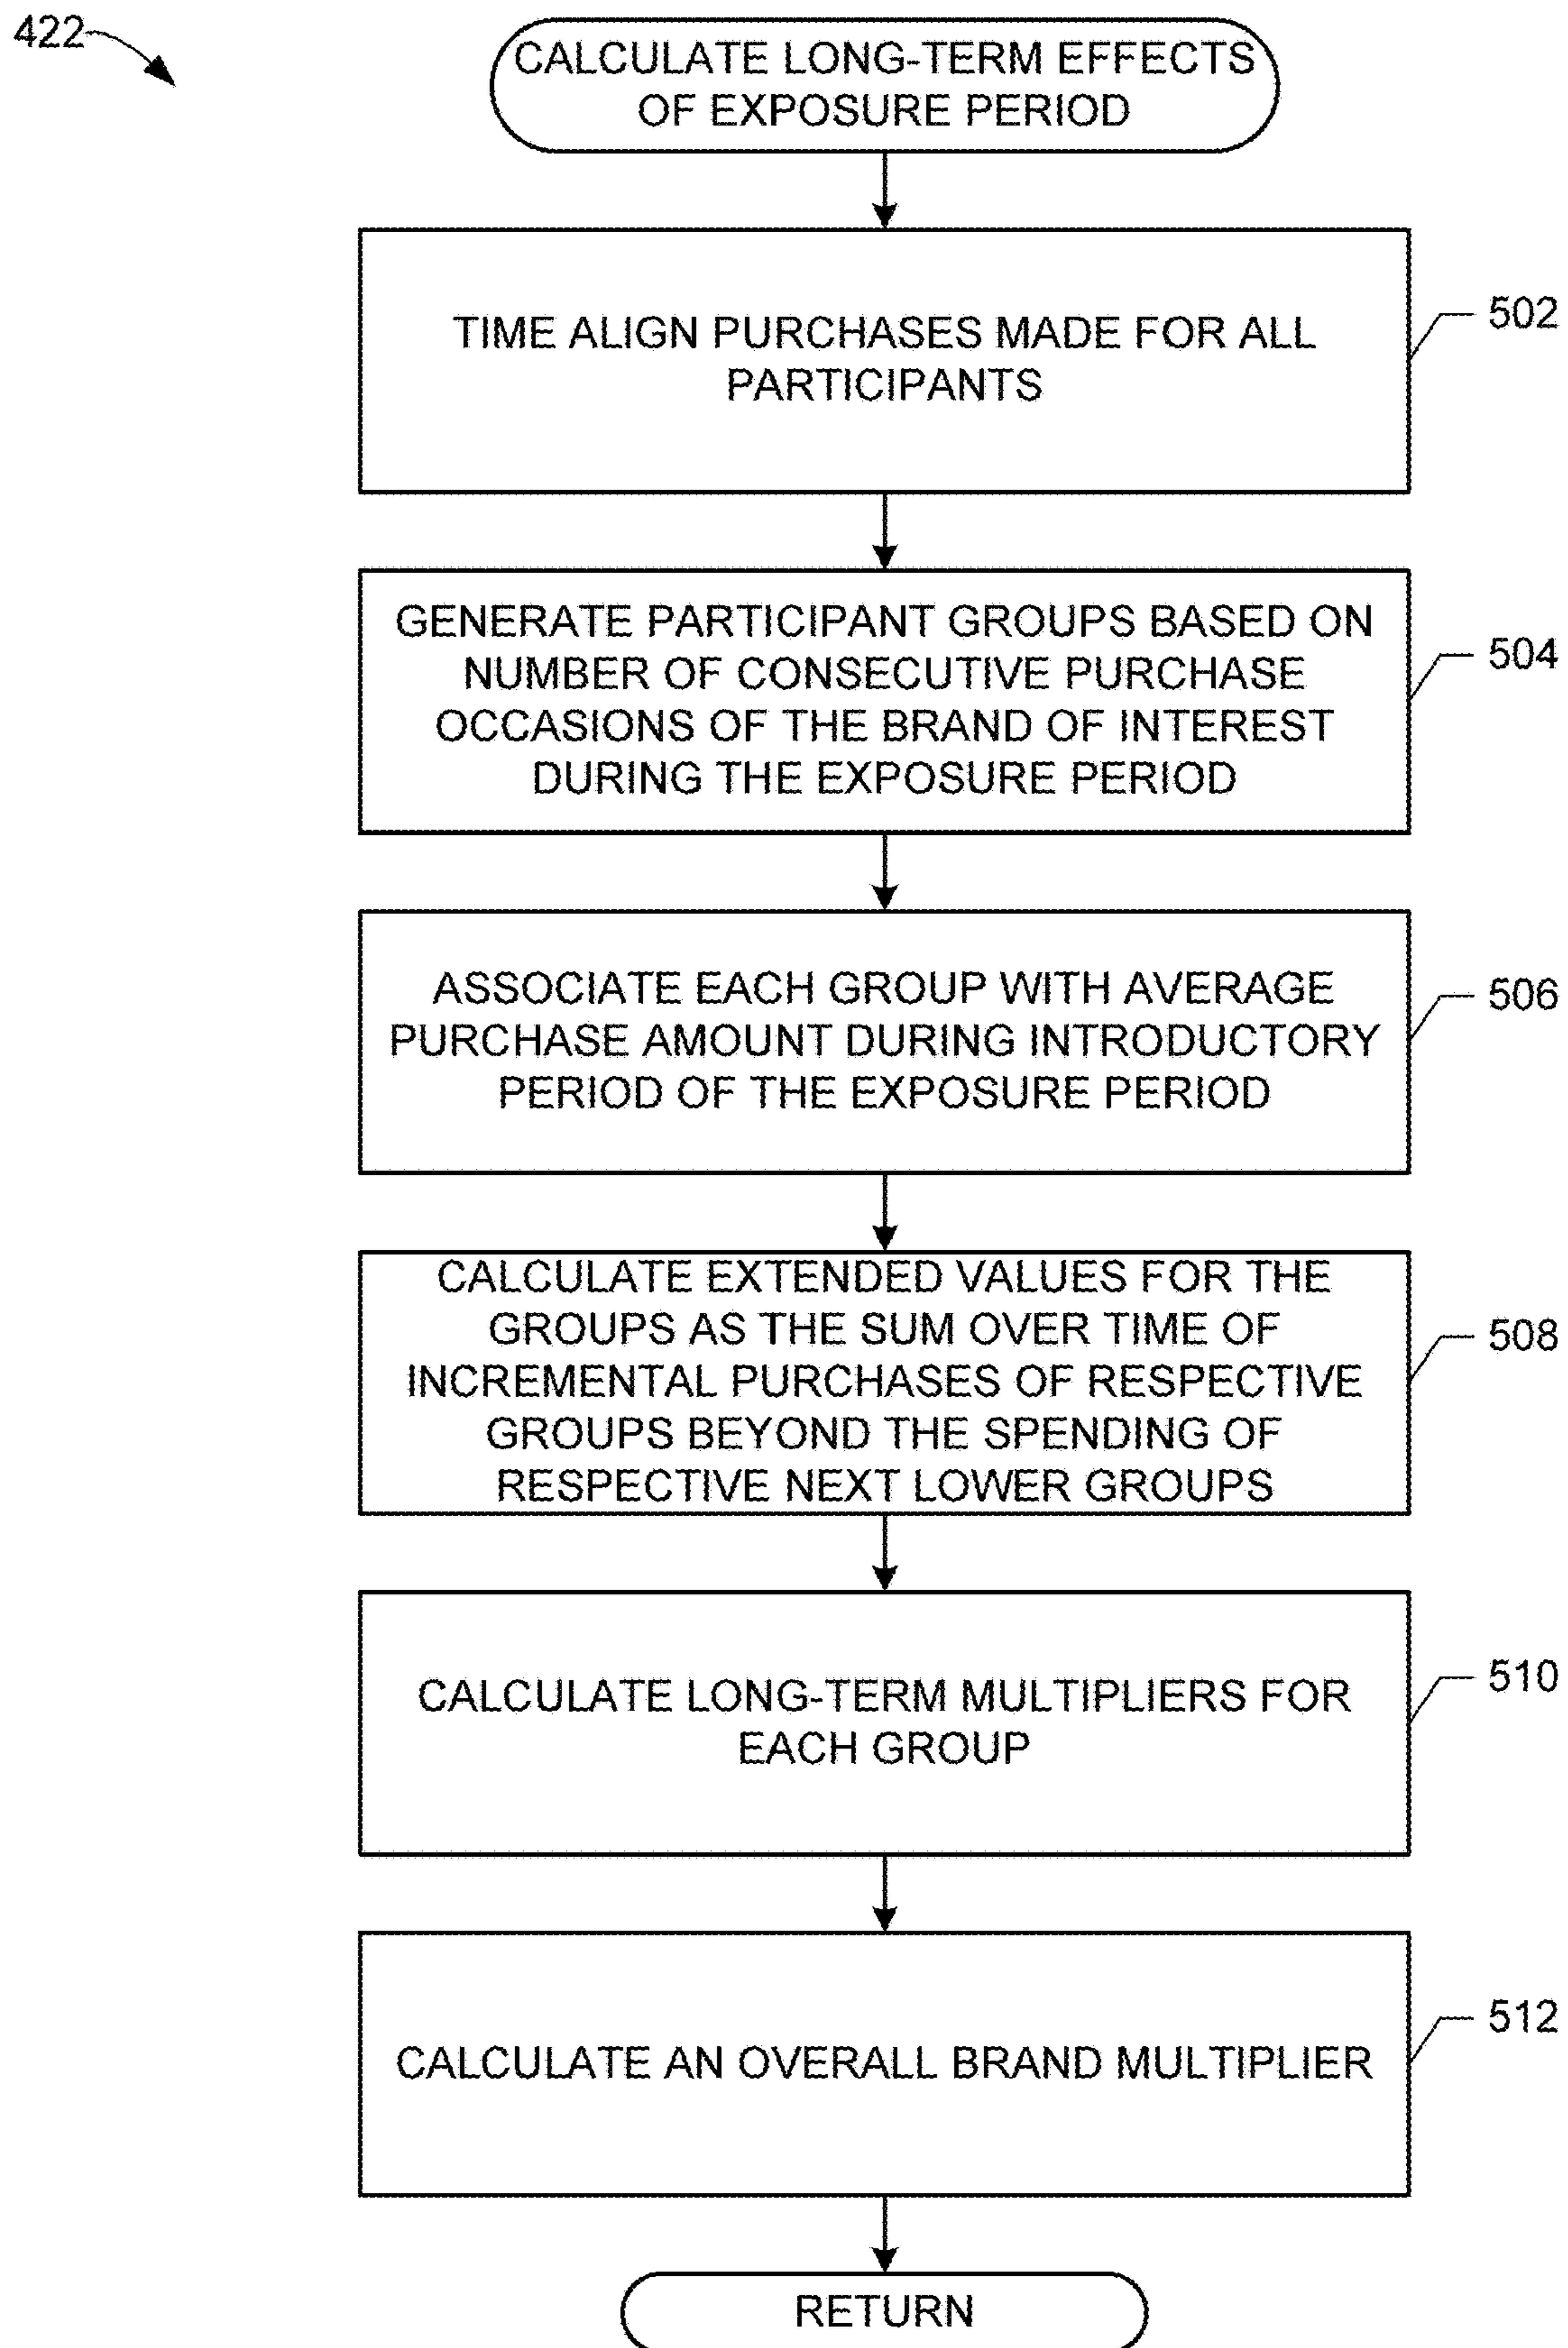 422
CALCULATE LONG-TERM EFFECTS
OF EXPOSURE PERIOD
TIME ALIGN PURCHASES MADE FOR ALL
PARTICIPANTS
502
GENERATE PARTICIPANT GROUPS BASED ON
NUMBER OF CONSECUTIVE PURCHASE
OCCASIONS OF THE BRAND OF INTEREST
DURING THE EXPOSURE PERIOD
504
ASSOCIATE EACH GROUP WITH AVERAGE
PURCHASE AMOUNT DURING INTRODUCTORY
PERIOD OF THE EXPOSURE PERIOD
506
CALCULATE EXTENDED VALUES FOR THE
GROUPS AS THE SUM OVER TIME OF
INCREMENTAL PURCHASES OF RESPECTIVE
GROUPS BEYOND THE SPENDING OF
RESPECTIVE NEXT LOWER GROUPS
508
CALCULATE LONG-TERM MULTIPLIERS FOR
EACH GROUP
510
CALCULATE AN OVERALL BRAND MULTIPLIER
512
RETURN